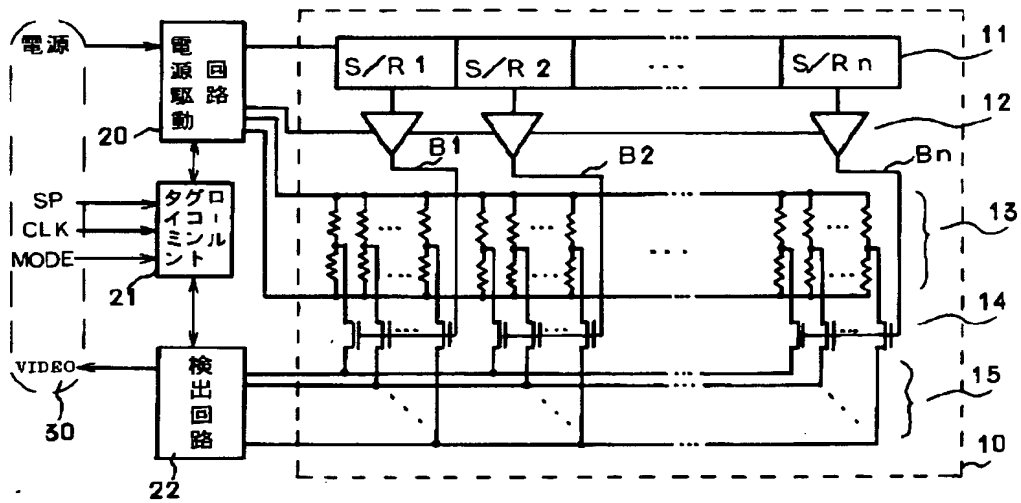 電源
電源駆動
回路
20
SP
CLK
MODE
タイミン
グコント
ロール
21
VIDEO
30
検出回路
22
S/R 1
S/R 2
...
S/R n
11
12
B1
B2
Bn
...
...
...
...
...
...
...
13
...
...
...
14
15
10